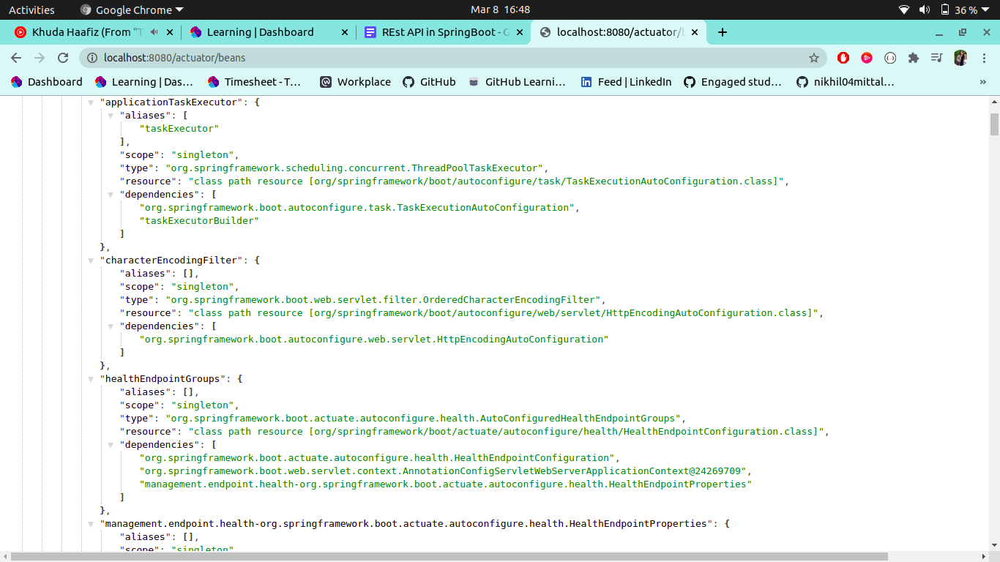 Activities Google Chrome Mar 8 16:48 36 %
Khuda Haafiz (From "T Learning | Dashboard REst API in SpringBoot - G localhost:8080/actuator/b
localhost:8080/actuator/beans
Dashboard Learning | Das… Timesheet - T… Workplace GitHub GitHub Learni… Feed | LinkedIn Engaged stud… nikhil04mittal… »
"applicationTaskExecutor": {
"aliases": [
"taskExecutor"
],
"scope": "singleton",
"type": "org.springframework.scheduling.concurrent.ThreadPoolTaskExecutor",
"resource": "class path resource [org/springframework/boot/autoconfigure/task/TaskExecutionAutoConfiguration.class]",
"dependencies": [
"org.springframework.boot.autoconfigure.task.TaskExecutionAutoConfiguration",
"taskExecutorBuilder"
]
},
"characterEncodingFilter": {
"aliases": [],
"scope": "singleton",
"type": "org.springframework.boot.web.servlet.filter.OrderedCharacterEncodingFilter",
"resource": "class path resource [org/springframework/boot/autoconfigure/web/servlet/HttpEncodingAutoConfiguration.class]",
"dependencies": [
"org.springframework.boot.autoconfigure.web.servlet.HttpEncodingAutoConfiguration"
]
},
"healthEndpointGroups": {
"aliases": [],
"scope": "singleton",
"type": "org.springframework.boot.actuate.autoconfigure.health.AutoConfiguredHealthEndpointGroups",
"resource": "class path resource [org/springframework/boot/actuate/autoconfigure/health/HealthEndpointConfiguration.class]",
"dependencies": [
"org.springframework.boot.actuate.autoconfigure.health.HealthEndpointConfiguration",
"org.springframework.boot.web.servlet.context.AnnotationConfigServletWebServerApplicationContext@24269709",
"management.endpoint.health-org.springframework.boot.actuate.autoconfigure.health.HealthEndpointProperties"
]
},
"management.endpoint.health-org.springframework.boot.actuate.autoconfigure.health.HealthEndpointProperties": {
"aliases": [],
"scope": "singleton"